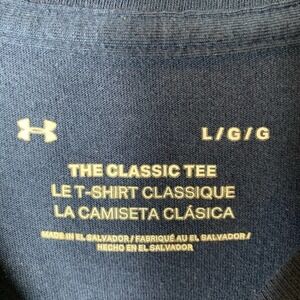 L/G/G
THE CLASSIC TEE
LE T-SHIRT CLASSIQUE
LA CAMISETA CLÁSICA
MADE IN EL SALVADOR / FABRIQUÉ AU EL SALVADOR /
HECHO EN EL SALVADOR